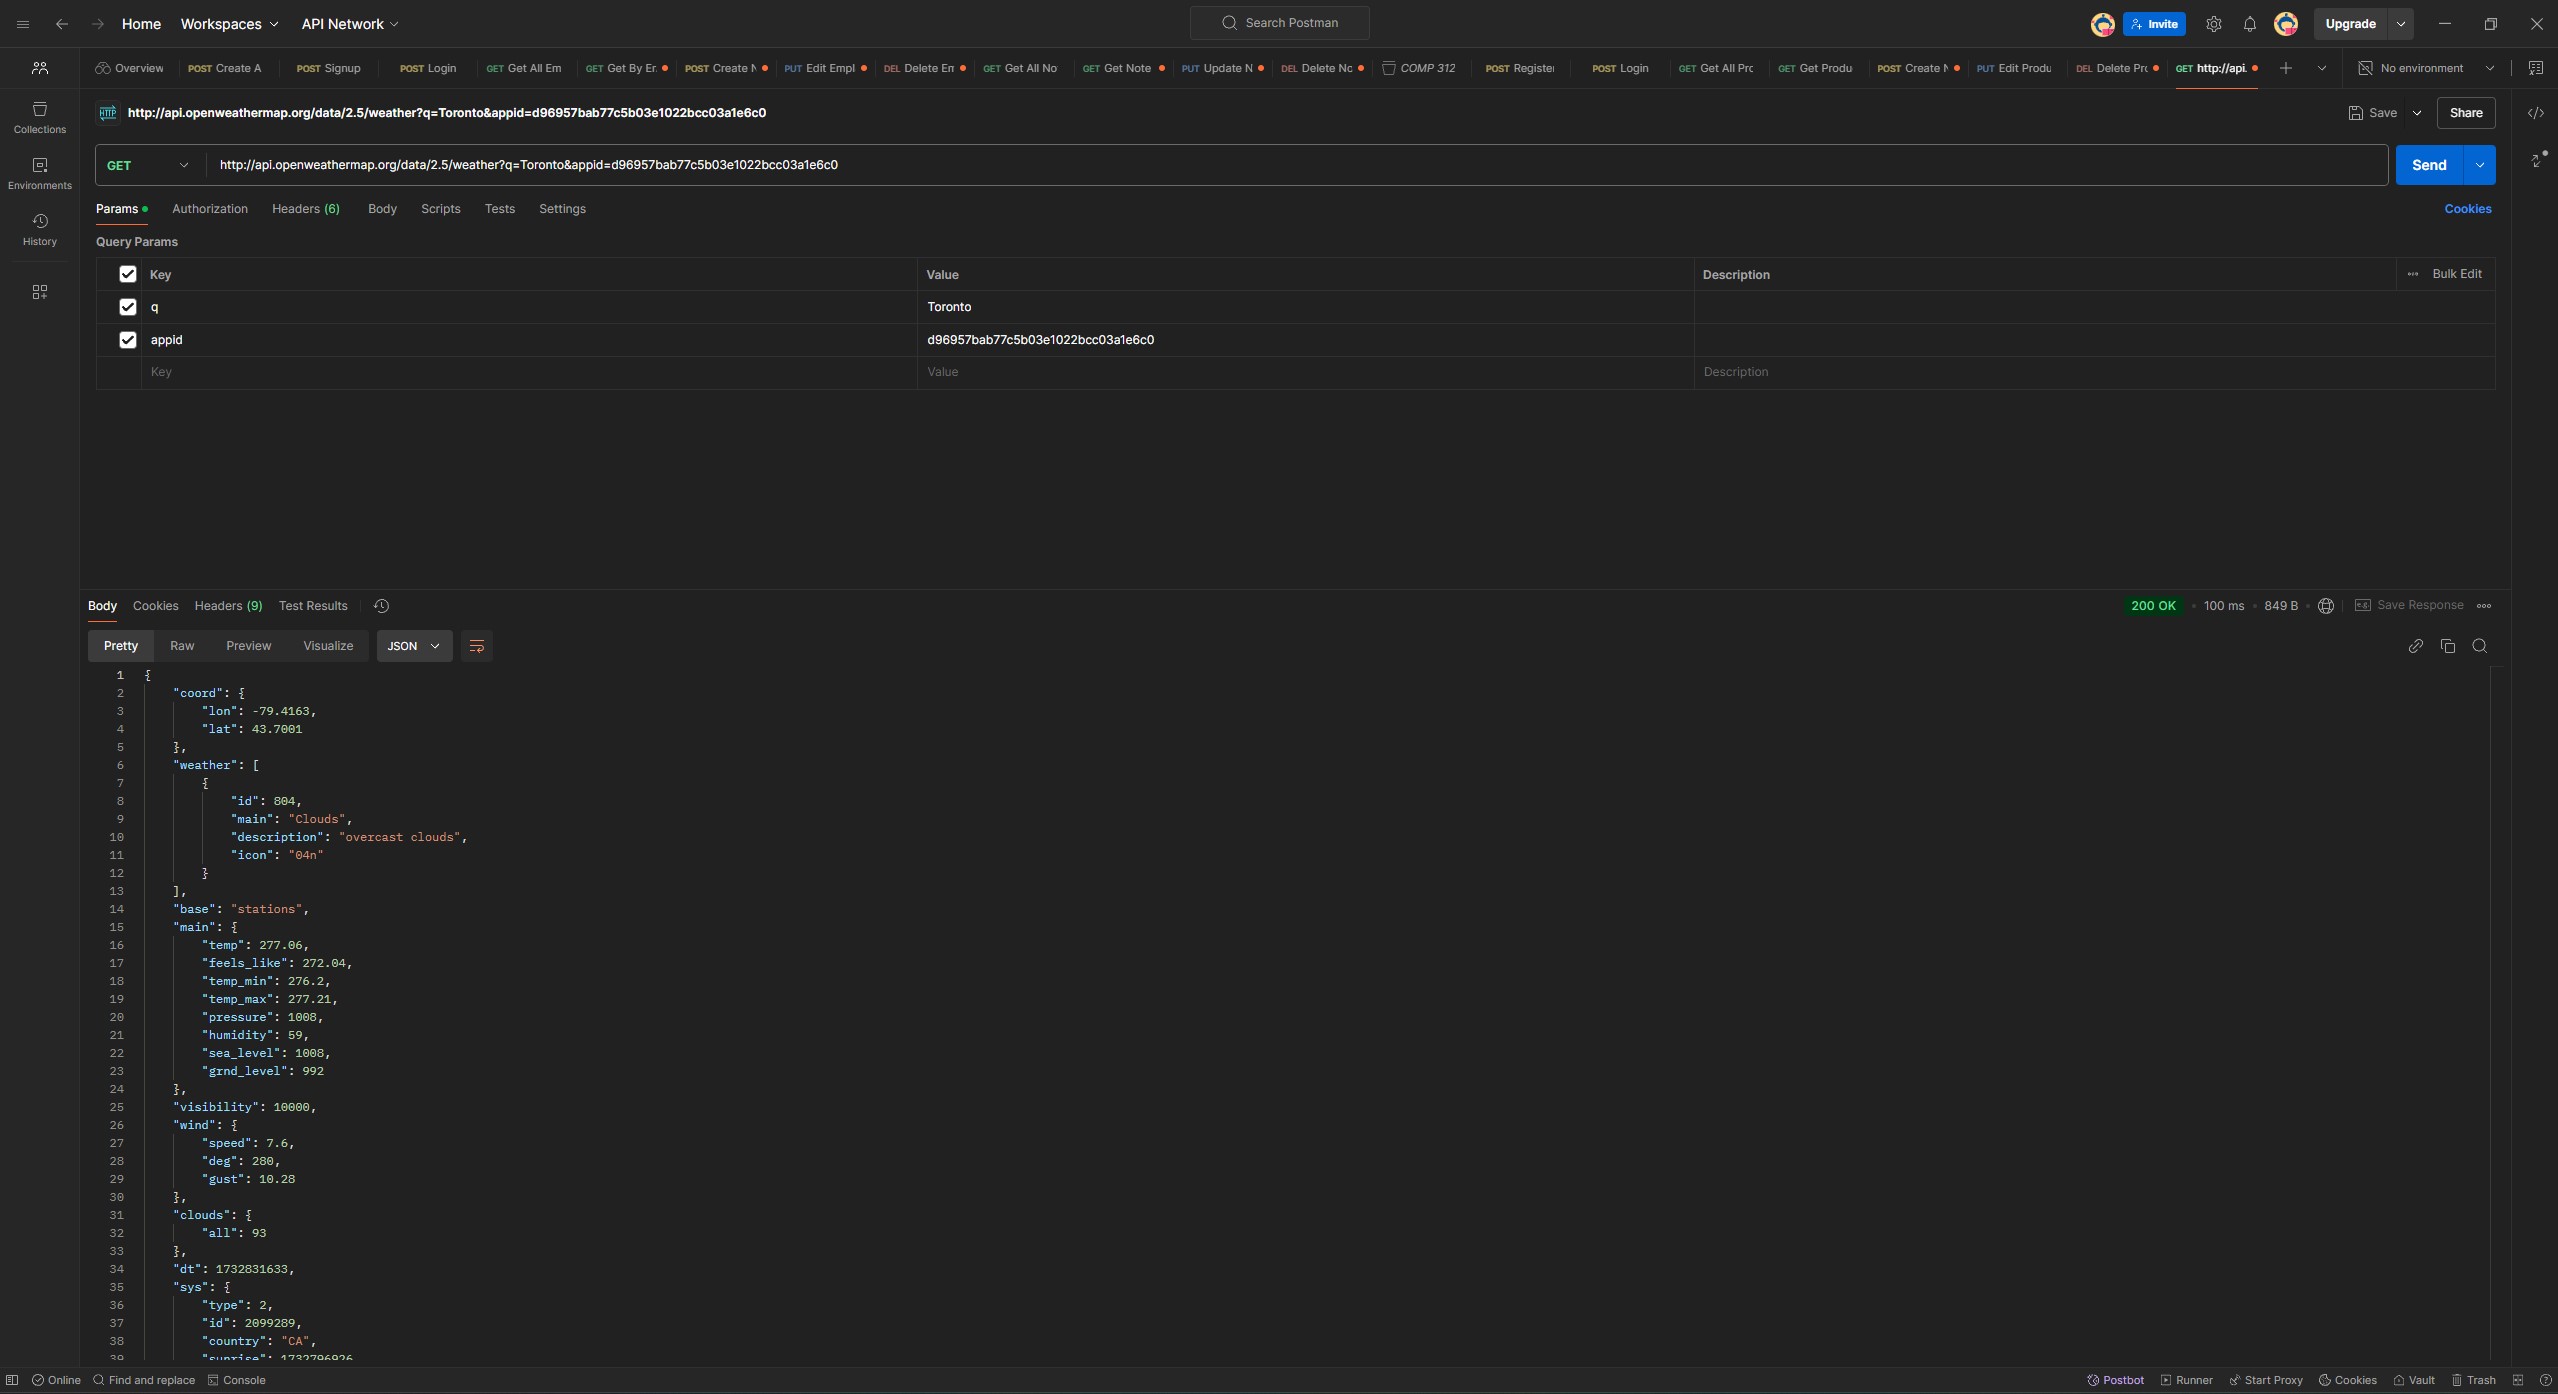 Home Workspaces API Network Search Postman Invite Upgrade
Overview POST Create A POST Signup POST Login GET Get All Em GET Get By Er POST Create N PUT Edit Empl DEL Delete Em GET Get All No GET Get Note PUT Update N DEL Delete No COMP 312 POST Register POST Login GET Get All Prc GET Get Produ POST Create N PUT Edit Produ DEL Delete Prc GET http://api. No environment
Collections
Environments
History
HTTP http://api.openweathermap.org/data/2.5/weather?q=Toronto&appid=d96957bab77c5b03e1022bcc03a1e6c0 Save Share
GET http://api.openweathermap.org/data/2.5/weather?q=Toronto&appid=d96957bab77c5b03e1022bcc03a1e6c0 Send
Params Authorization Headers (6) Body Scripts Tests Settings Cookies
Query Params
Key Value Description Bulk Edit
q Toronto
appid d96957bab77c5b03e1022bcc03a1e6c0
Key Value Description
Body Cookies Headers (9) Test Results 200 OK 100 ms 849 B Save Response
Pretty Raw Preview Visualize JSON
1 {
2 "coord": {
3 "lon": -79.4163,
4 "lat": 43.7001
5 },
6 "weather": [
7 {
8 "id": 804,
9 "main": "Clouds",
10 "description": "overcast clouds",
11 "icon": "04n"
12 }
13 ],
14 "base": "stations",
15 "main": {
16 "temp": 277.06,
17 "feels_like": 272.04,
18 "temp_min": 276.2,
19 "temp_max": 277.21,
20 "pressure": 1008,
21 "humidity": 59,
22 "sea_level": 1008,
23 "grnd_level": 992
24 },
25 "visibility": 10000,
26 "wind": {
27 "speed": 7.6,
28 "deg": 280,
29 "gust": 10.28
30 },
31 "clouds": {
32 "all": 93
33 },
34 "dt": 1732831633,
35 "sys": {
36 "type": 2,
37 "id": 2099289,
38 "country": "CA",
39 "sunrise": 1732796926
Online Find and replace Console Postbot Runner Start Proxy Cookies Vault Trash